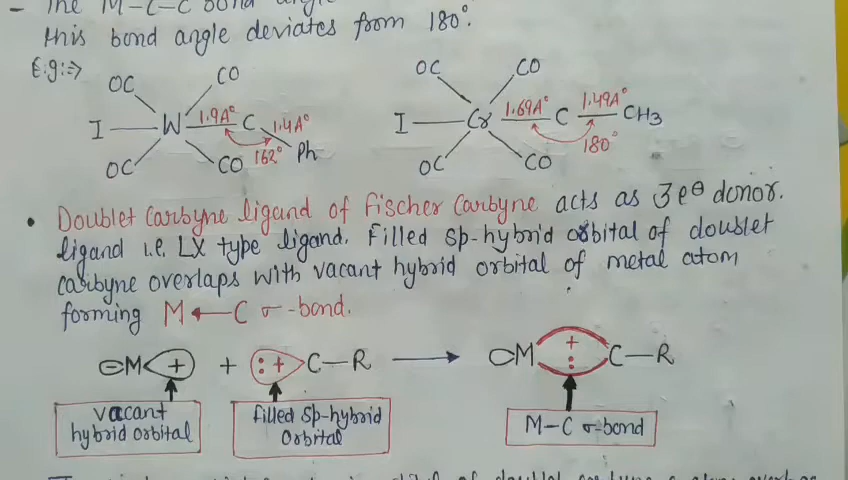 - The M-C-C bond angle
this bond angle deviates from 180°.
E.g:⇒
OC CO OC CO
I W 1.9A° C 1.4A° Ph 162° I Cr 1.69A° C 1.49A° CH3 180°
OC CO OC CO
• Doublet Carbyne ligand of Fischer Carbyne acts as 3e⊖ donor.
ligand i.e. LX type ligand. Filled Sp-hybrid orbital of doublet
carbyne overlaps with vacant hybrid orbital of metal atom
forming M ← C σ-bond.
M + + : + C-R → M + : C-R
vacant hybrid orbital
filled Sp-hybrid Orbital
M-C σ-bond